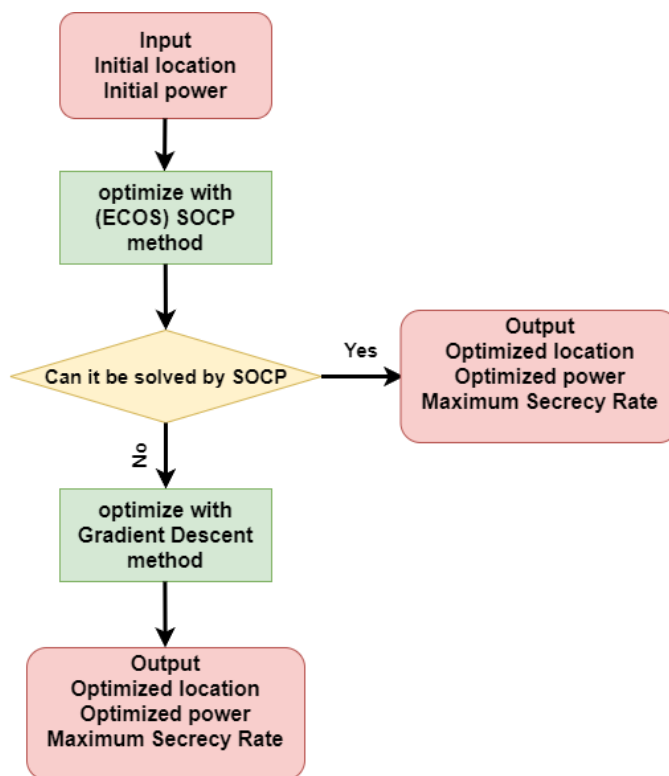 Input
Initial location
Initial power
optimize with
(ECOS) SOCP
method
Can it be solved by SOCP
Yes
Output
Optimized location
Optimized power
Maximum Secrecy Rate
No
optimize with
Gradient Descent
method
Output
Optimized location
Optimized power
Maximum Secrecy Rate